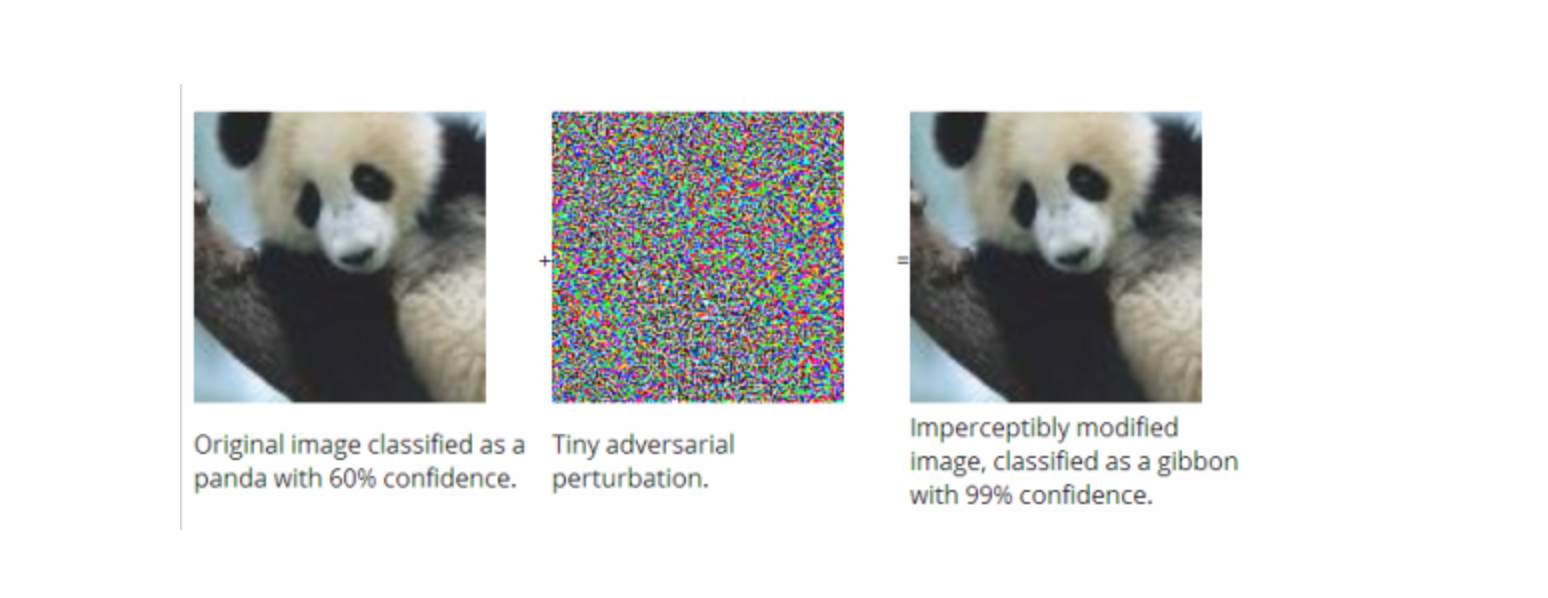 +
=
Original image classified as a
panda with 60% confidence.
Tiny adversarial
perturbation.
Imperceptibly modified
image, classified as a gibbon
with 99% confidence.